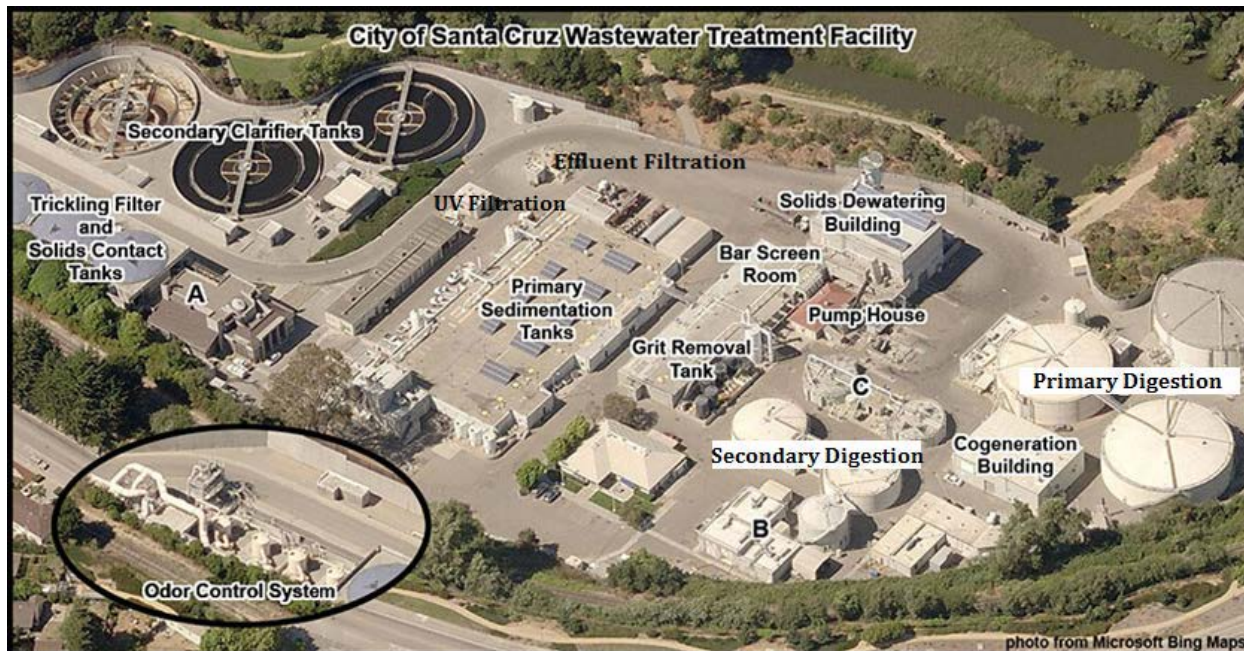 City of Santa Cruz Wastewater Treatment Facility
Secondary Clarifier Tanks
Effluent Filtration
UV Filtration
Trickling Filter
and
Solids Contact
Tanks
A
Solids Dewatering
Building
Bar Screen
Room
Primary
Sedimentation
Tanks
Pump House
Grit Removal
Tank
C
Primary Digestion
Secondary Digestion
Cogeneration
Building
B
Odor Control System
photo from Microsoft Bing Maps